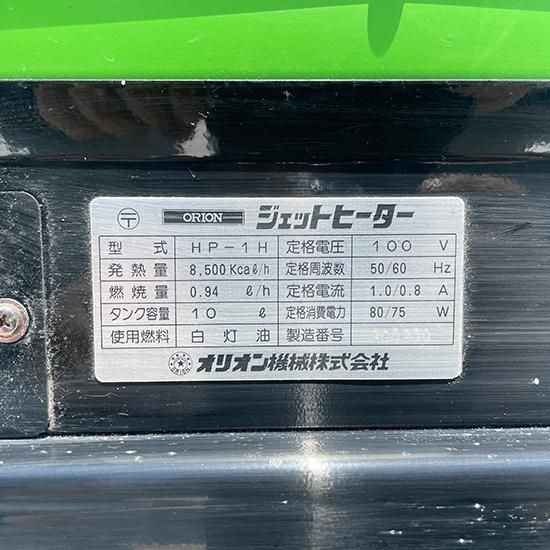 〒 ORION ジェットヒーター
型式 HP-1H 定格電圧 100 V
発熱量 8,500Kcaℓ/h 定格周波数 50/60 Hz
燃焼量 0.94 ℓ/h 定格電流 1.0/0.8 A
タンク容量 10 ℓ 定格消費電力 80/75 W
使用燃料 白灯油 製造番号
オリオン機械株式会社